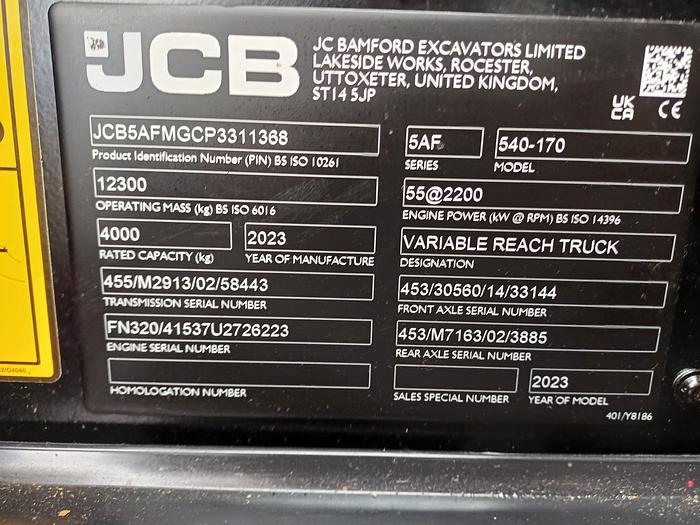 JCB
JC BAMFORD EXCAVATORS LIMITED
LAKESIDE WORKS, ROCESTER,
UTTOXETER, UNITED KINGDOM,
ST14 5JP
UK
CA
CE
JCB5AFMGCP3311368
Product Identification Number (PIN) BS ISO 10261
5AF
SERIES
540-170
MODEL
12300
OPERATING MASS (kg) BS ISO 6016
55@2200
ENGINE POWER (kW @ RPM) BS ISO 14396
4000
RATED CAPACITY (kg)
2023
YEAR OF MANUFACTURE
VARIABLE REACH TRUCK
DESIGNATION
455/M2913/02/58443
TRANSMISSION SERIAL NUMBER
453/30560/14/33144
FRONT AXLE SERIAL NUMBER
FN320/41537U2726223
ENGINE SERIAL NUMBER
453/M7163/02/3885
REAR AXLE SERIAL NUMBER
HOMOLOGATION NUMBER
SALES SPECIAL NUMBER
2023
YEAR OF MODEL
401/Y8186